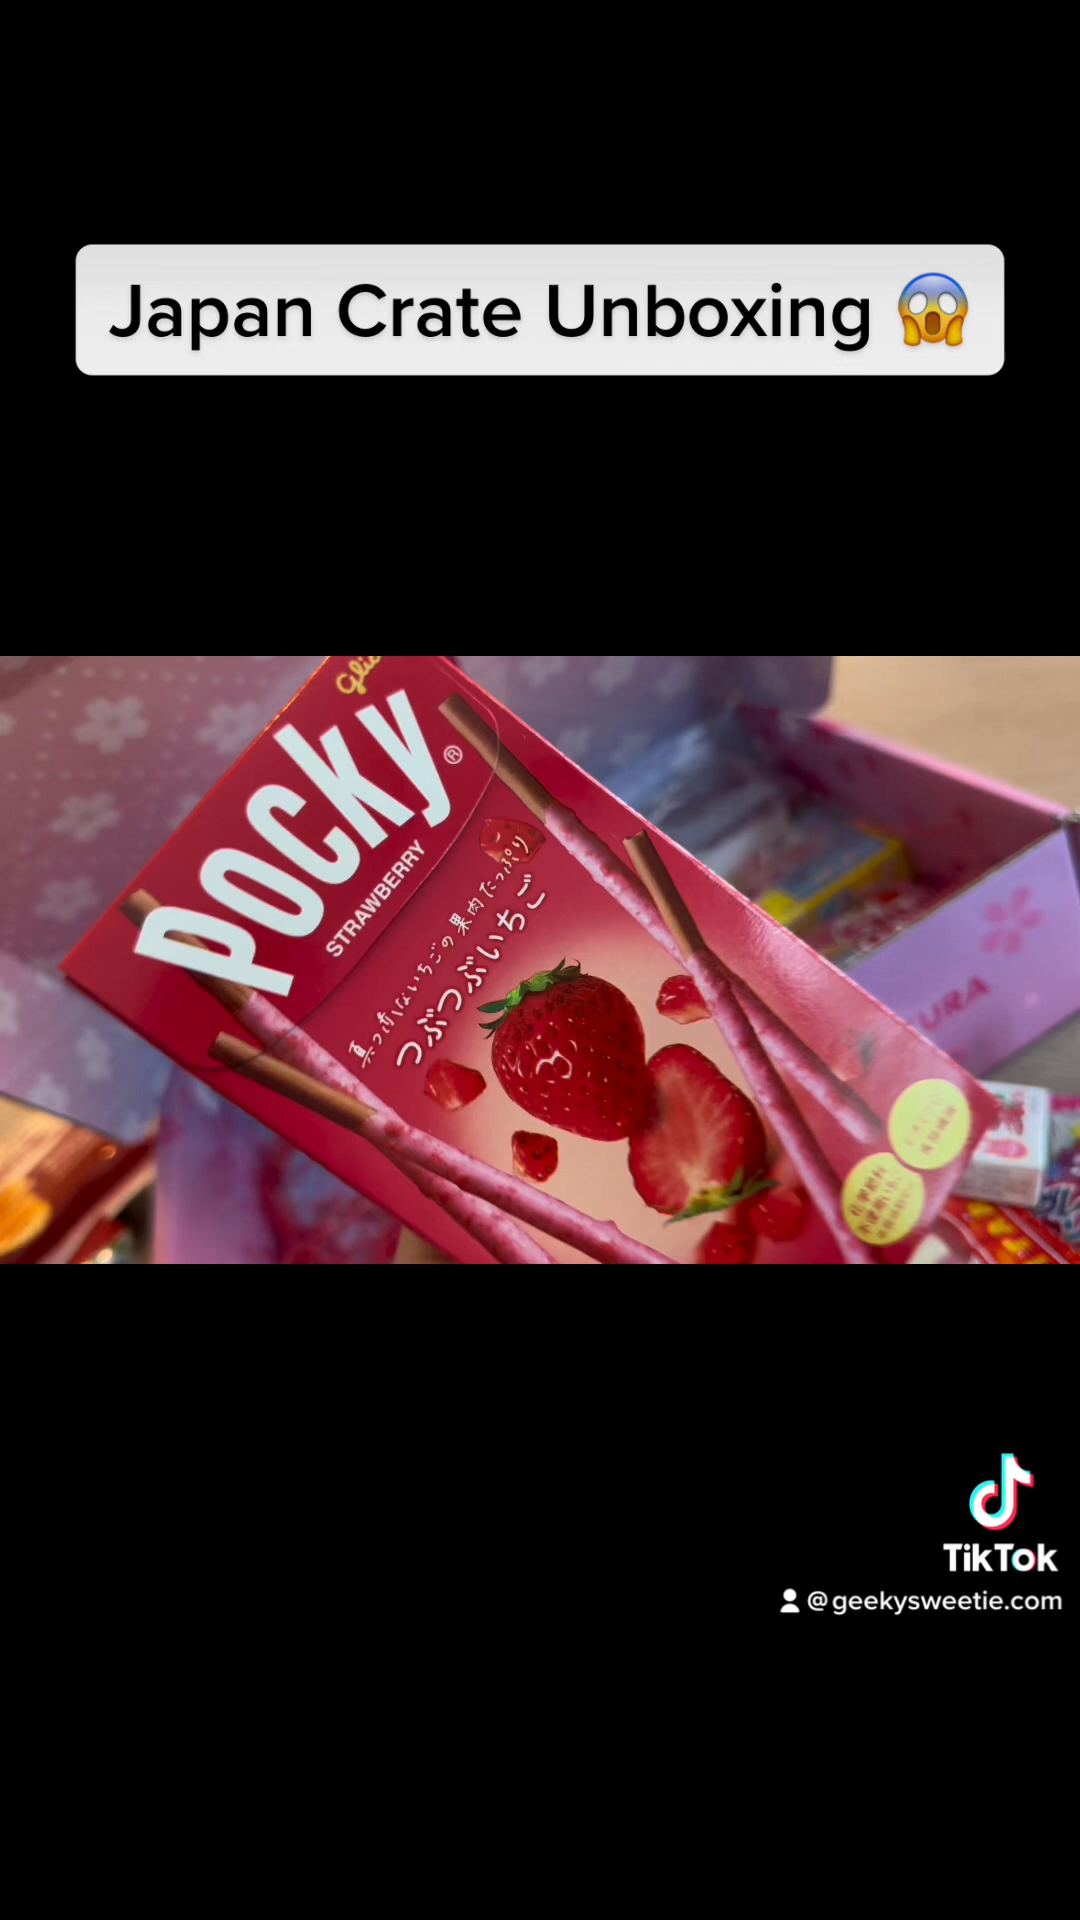 Japan Crate Unboxing 😱
Glico
Pocky
®
STRAWBERRY
真っ赤ないちごの果肉たっぷり
つぶつぶいちご
URA
TikTok
@geekysweetie.com